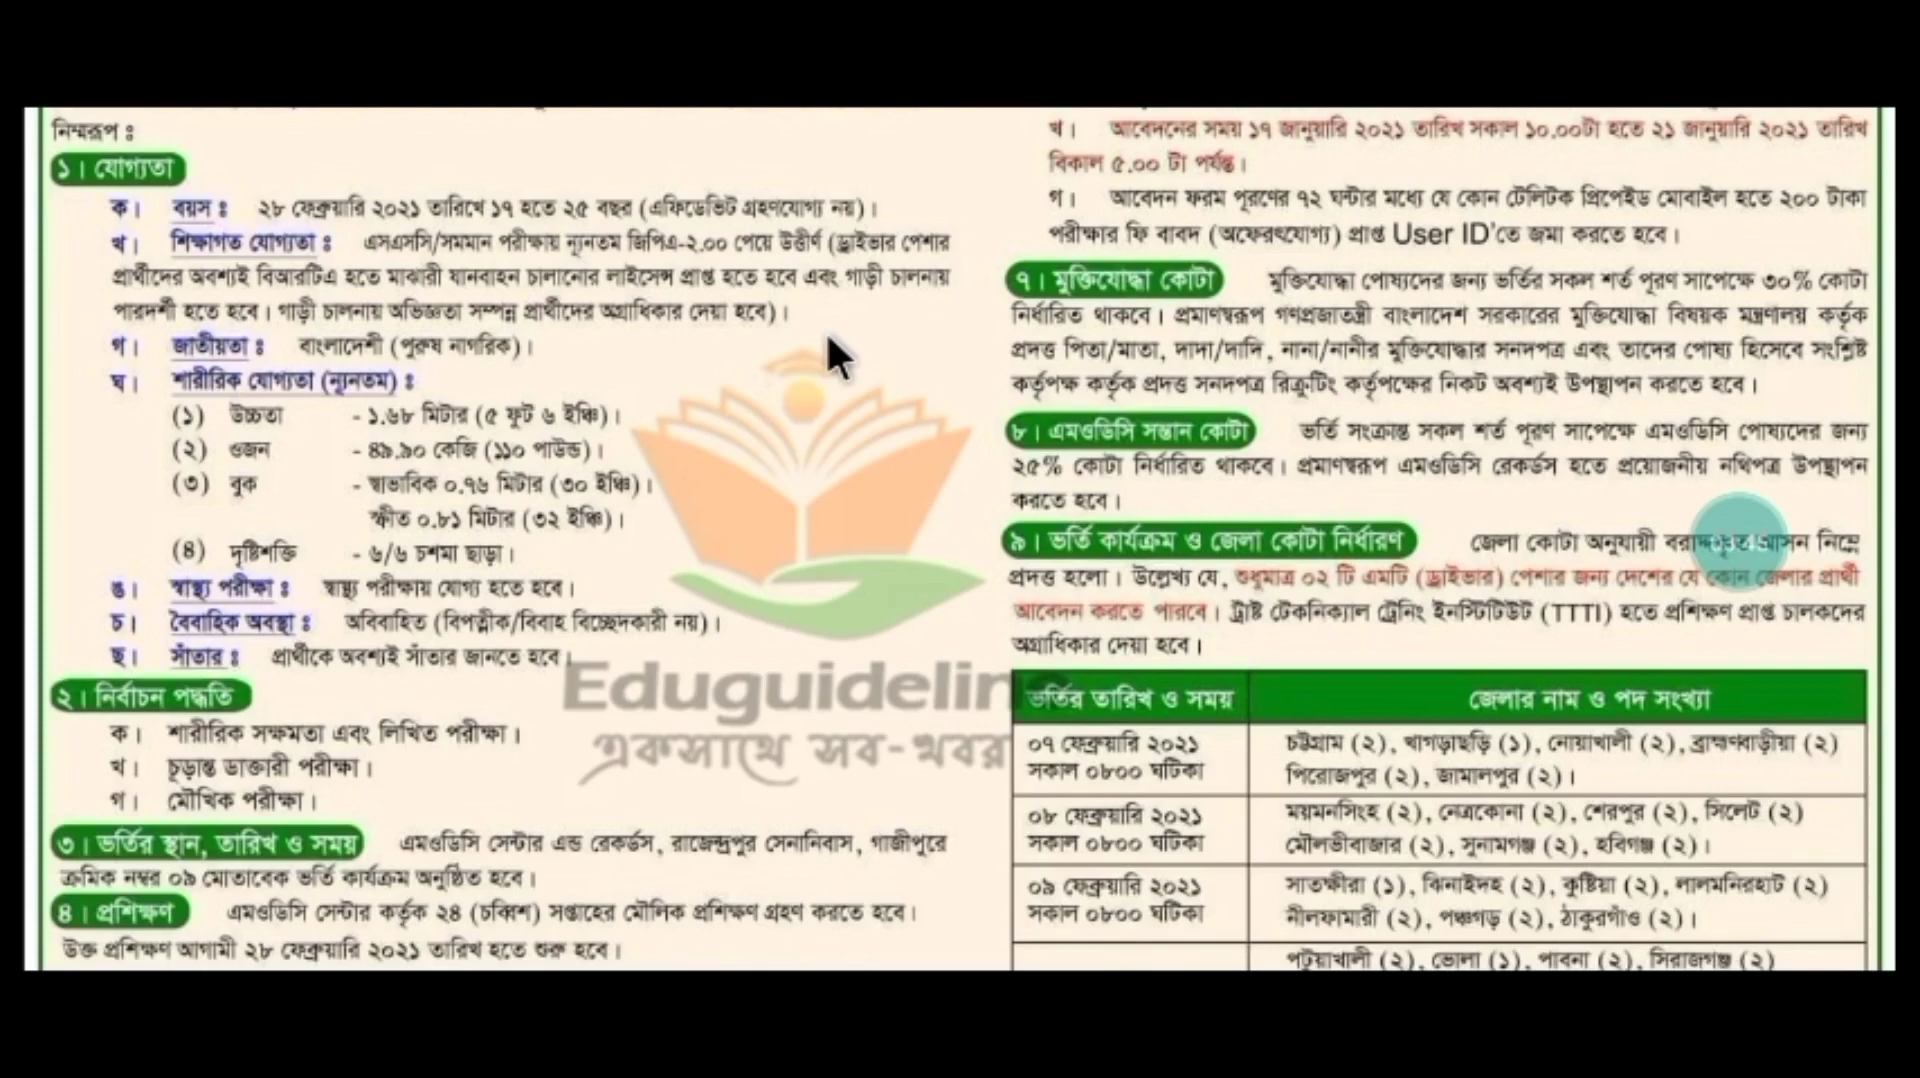 নিম্মরূপ ঃ
১। যোগ্যতা
ক। বয়স ঃ ২৮ ফেব্রুয়ারি ২০২১ তারিখে ১৭ হতে ২৫ বছর (এফিডেভিট গ্রহণযোগ্য নয়)।
খ। শিক্ষাগত যোগ্যতা ঃ এসএসসি/সমমান পরীক্ষায় ন্যূনতম জিপিএ-২.০০ পেয়ে উত্তীর্ণ (ড্রাইভার পেশার
প্রার্থীদের অবশ্যই বিআরটিএ হতে মাঝারী যানবাহন চালানোর লাইসেন্স প্রাপ্ত হতে হবে এবং গাড়ী চালনায়
পারদর্শী হতে হবে। গাড়ী চালনায় অভিজ্ঞতা সম্পন্ন প্রার্থীদের অগ্রাধিকার দেয়া হবে)।
গ। জাতীয়তা ঃ বাংলাদেশী (পুরুষ নাগরিক)।
ঘ। শারীরিক যোগ্যতা (ন্যূনতম) ঃ
(১) উচ্চতা - ১.৬৮ মিটার (৫ ফুট ৬ ইঞ্চি)।
(২) ওজন - ৪৯.৯০ কেজি (১১০ পাউন্ড)।
(৩) বুক - স্বাভাবিক ০.৭৬ মিটার (৩০ ইঞ্চি)।
স্ফীত ০.৮১ মিটার (৩২ ইঞ্চি)।
(৪) দৃষ্টিশক্তি - ৬/৬ চশমা ছাড়া।
ঙ। স্বাস্থ্য পরীক্ষা ঃ স্বাস্থ্য পরীক্ষায় যোগ্য হতে হবে।
চ। বৈবাহিক অবস্থা ঃ অবিবাহিত (বিপত্নীক/বিবাহ বিচ্ছেদকারী নয়)।
ছ। সাঁতার ঃ প্রার্থীকে অবশ্যই সাঁতার জানতে হবে।
২। নির্বাচন পদ্ধতি
ক। শারীরিক সক্ষমতা এবং লিখিত পরীক্ষা।
খ। চূড়ান্ত ডাক্তারী পরীক্ষা।
গ। মৌখিক পরীক্ষা।
৩। ভর্তির স্থান, তারিখ ও সময় এমওডিসি সেন্টার এন্ড রেকর্ডস, রাজেন্দ্রপুর সেনানিবাস, গাজীপুরে
ক্রমিক নম্বর ০৯ মোতাবেক ভর্তি কার্যক্রম অনুষ্ঠিত হবে।
৪। প্রশিক্ষণ এমওডিসি সেন্টার কর্তৃক ২৪ (চব্বিশ) সপ্তাহের মৌলিক প্রশিক্ষণ গ্রহণ করতে হবে।
উক্ত প্রশিক্ষণ আগামী ২৮ ফেব্রুয়ারি ২০২১ তারিখ হতে শুরু হবে।
Eduguidelin
একসাথে সব-খবর
খ। আবেদনের সময় ১৭ জানুয়ারি ২০২১ তারিখ সকাল ১০.০০টা হতে ২১ জানুয়ারি ২০২১ তারিখ
বিকাল ৫.০০ টা পর্যন্ত।
গ। আবেদন ফরম পূরণের ৭২ ঘন্টার মধ্যে যে কোন টেলিটক প্রিপেইড মোবাইল হতে ২০০ টাকা
পরীক্ষার ফি বাবদ (অফেরৎযোগ্য) প্রাপ্ত User ID'তে জমা করতে হবে।
৭। মুক্তিযোদ্ধা কোটা মুক্তিযোদ্ধা পোষ্যদের জন্য ভর্তির সকল শর্ত পূরণ সাপেক্ষে ৩০% কোটা
নির্ধারিত থাকবে। প্রমাণস্বরূপ গণপ্রজাতন্ত্রী বাংলাদেশ সরকারের মুক্তিযোদ্ধা বিষয়ক মন্ত্রণালয় কর্তৃক
প্রদত্ত পিতা/মাতা, দাদা/দাদি, নানা/নানীর মুক্তিযোদ্ধার সনদপত্র এবং তাদের পোষ্য হিসেবে সংশ্লিষ্ট
কর্তৃপক্ষ কর্তৃক প্রদত্ত সনদপত্র রিক্রুটিং কর্তৃপক্ষের নিকট অবশ্যই উপস্থাপন করতে হবে।
৮। এমওডিসি সন্তান কোটা ভর্তি সংক্রান্ত সকল শর্ত পূরণ সাপেক্ষে এমওডিসি পোষ্যদের জন্য
২৫% কোটা নির্ধারিত থাকবে। প্রমাণস্বরূপ এমওডিসি রেকর্ডস হতে প্রয়োজনীয় নথিপত্র উপস্থাপন
করতে হবে।
৯। ভর্তি কার্যক্রম ও জেলা কোটা নির্ধারণ জেলা কোটা অনুযায়ী বরাদ্দকৃত আসন নিম্নে
প্রদত্ত হলো। উল্লেখ্য যে, শুধুমাত্র ০২ টি এমটি (ড্রাইভার) পেশার জন্য দেশের যে কোন জেলার প্রার্থী
আবেদন করতে পারবে। ট্রাষ্ট টেকনিক্যাল ট্রেনিং ইনস্টিটিউট (TTTI) হতে প্রশিক্ষণ প্রাপ্ত চালকদের
অগ্রাধিকার দেয়া হবে।
ভর্তির তারিখ ও সময় জেলার নাম ও পদ সংখ্যা
০৭ ফেব্রুয়ারি ২০২১ চট্টগ্রাম (২), খাগড়াছড়ি (১), নোয়াখালী (২), ব্রাহ্মণবাড়ীয়া (২)
সকাল ০৮০০ ঘটিকা পিরোজপুর (২), জামালপুর (২)।
০৮ ফেব্রুয়ারি ২০২১ ময়মনসিংহ (২), নেত্রকোনা (২), শেরপুর (২), সিলেট (২)
সকাল ০৮০০ ঘটিকা মৌলভীবাজার (২), সুনামগঞ্জ (২), হবিগঞ্জ (২)।
০৯ ফেব্রুয়ারি ২০২১ সাতক্ষীরা (১), ঝিনাইদহ (২), কুষ্টিয়া (২), লালমনিরহাট (২)
সকাল ০৮০০ ঘটিকা নীলফামারী (২), পঞ্চগড় (২), ঠাকুরগাঁও (২)।
পটুয়াখালী (২), ভোলা (১), পাবনা (২), সিরাজগঞ্জ (২)